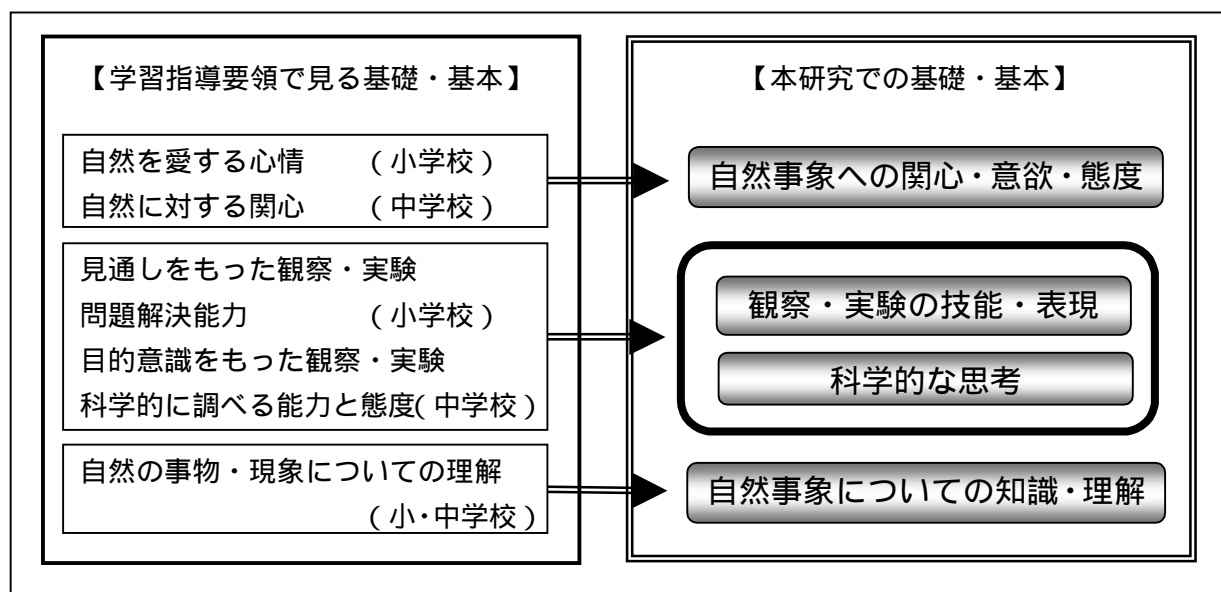 【学習指導要領で見る基礎・基本】
自然を愛する心情 (小学校)
自然に対する関心 (中学校)
見通しをもった観察・実験
問題解決能力 (小学校)
目的意識をもった観察・実験
科学的に調べる能力と態度(中学校)
自然の事物・現象についての理解
(小・中学校)
【本研究での基礎・基本】
自然事象への関心・意欲・態度
観察・実験の技能・表現
科学的な思考
自然事象についての知識・理解